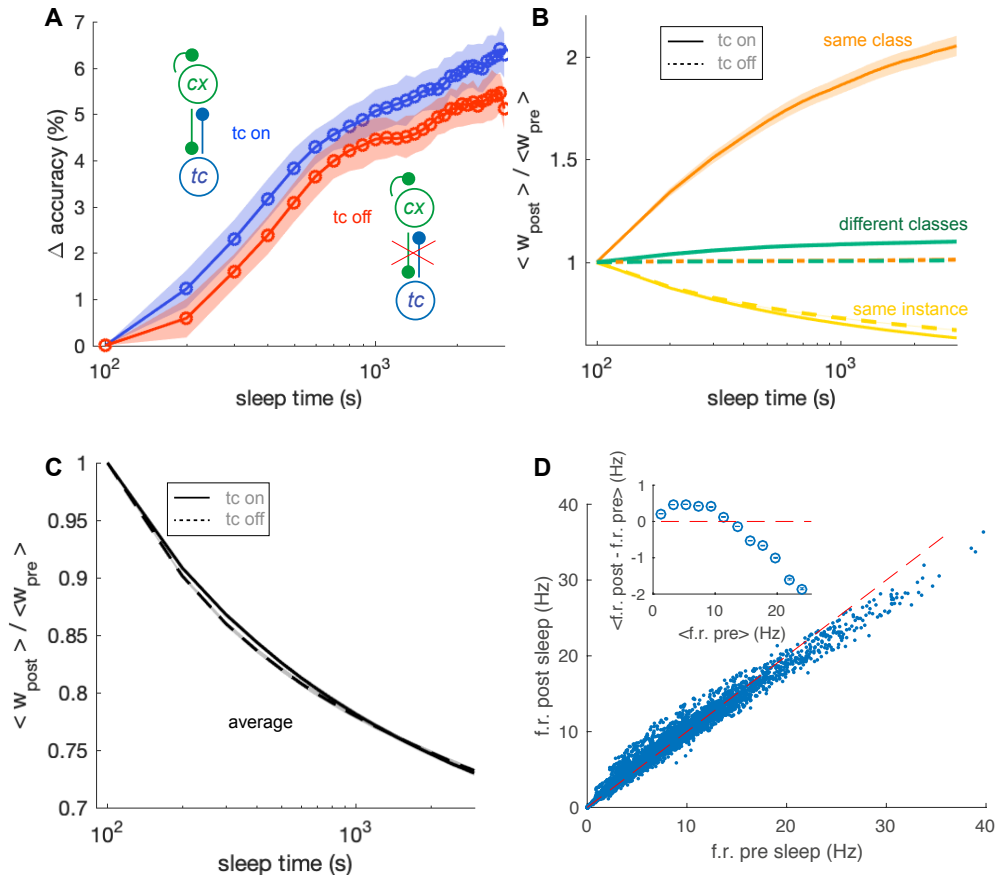 A
Δ accuracy (%)
7
6
5
4
3
2
1
0
10²
10³
sleep time (s)
cx
tc
tc on
tc off
cx
tc
B
< w_post > / <w_pre >
2
1.5
1
10²
10³
sleep time (s)
tc on
tc off
same class
different classes
same instance
C
< w_post > / <w_pre >
1
0.95
0.9
0.85
0.8
0.75
0.7
10²
10³
sleep time (s)
tc on
tc off
average
D
f.r. post sleep (Hz)
40
30
20
10
0
0
10
20
30
40
f.r. pre sleep (Hz)
<f.r. post - f.r. pre> (Hz)
1
0
-1
-2
0
10
20
<f.r. pre> (Hz)